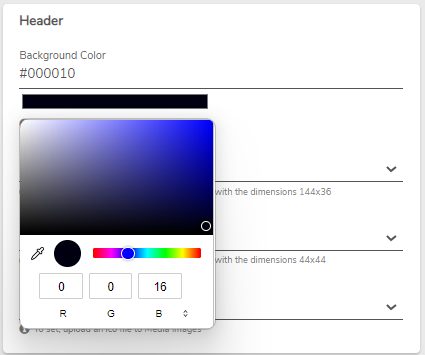 Header
Background Color
#000010
with the dimensions 144x36
with the dimensions 44x44
0 0 16
R G B
To set, upload an ico file to Media Images